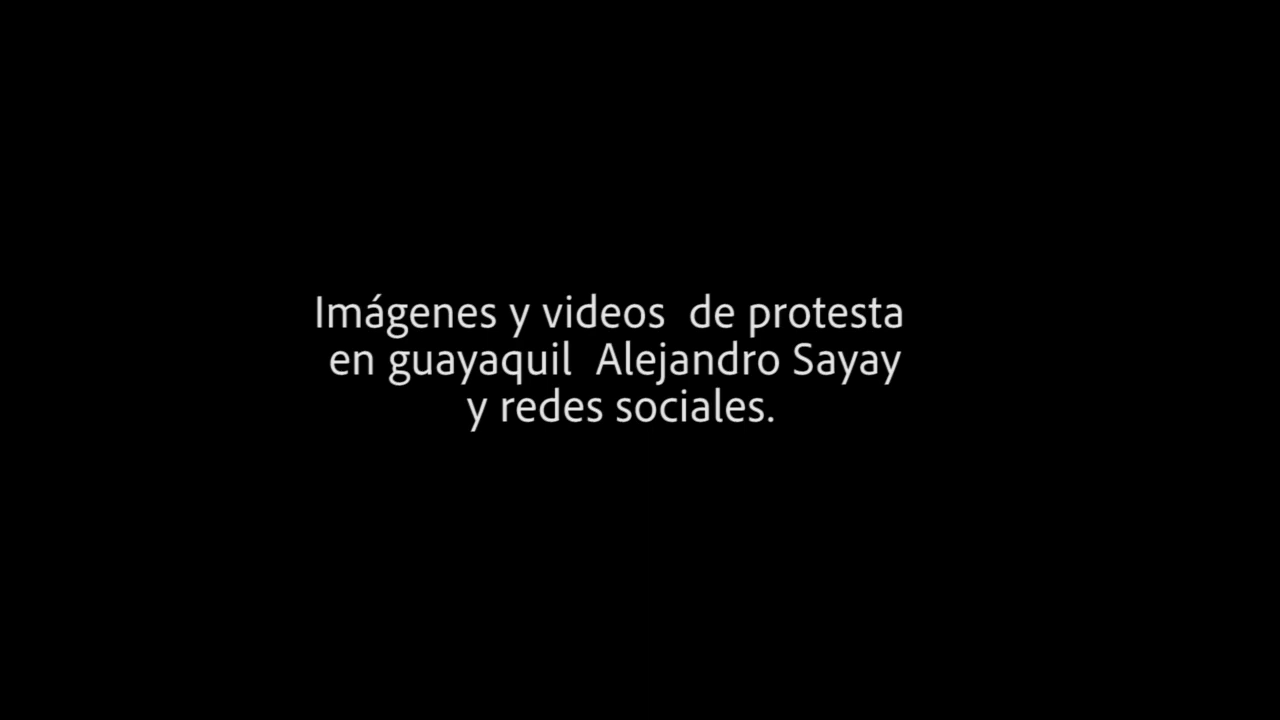 Imágenes y videos  de protesta
en guayaquil  Alejandro Sayay
y redes sociales.